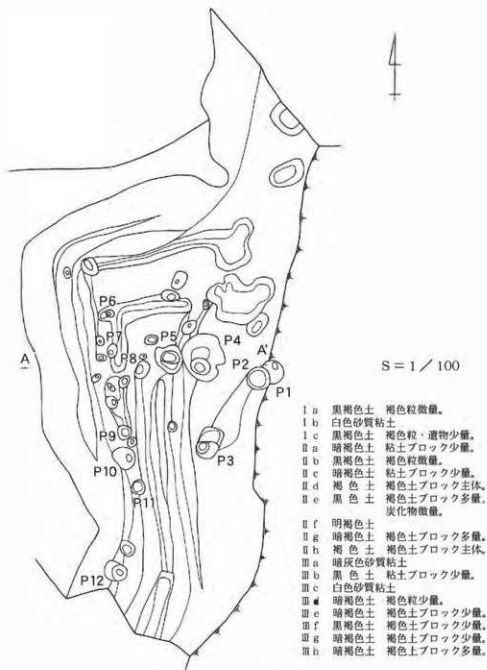 P6
P7
P8
P5
P4
A
A'
P2
P1
P9
P3
P10
P11
P12
S=1/100
Ⅰa 黒褐色土 褐色粒微量。
Ⅰb 白色砂質粘土
Ⅰc 黒褐色土 褐色粒・遺物少量。
Ⅱa 暗褐色土 粘土ブロック少量。
Ⅱb 黒褐色土 褐色粒微量。
Ⅱc 暗褐色土 粘土ブロック少量。
Ⅱd 褐色土 褐色土ブロック主体。
Ⅱe 黒色土 褐色土ブロック多量。
炭化物微量。
Ⅱf 明褐色土
Ⅱg 暗褐色土 褐色土ブロック多量。
Ⅱh 褐色土 褐色土ブロック主体。
Ⅲa 暗灰色砂質粘土
Ⅲb 黒色土 粘土ブロック少量。
Ⅲc 白色砂質粘土
Ⅲd 暗褐色土 褐色粒少量。
Ⅲe 暗褐色土 褐色土ブロック少量。
Ⅲf 黒褐色土 褐色土ブロック少量。
Ⅲg 暗褐色土 褐色土ブロック少量。
Ⅲh 暗褐色土 褐色土ブロック多量。